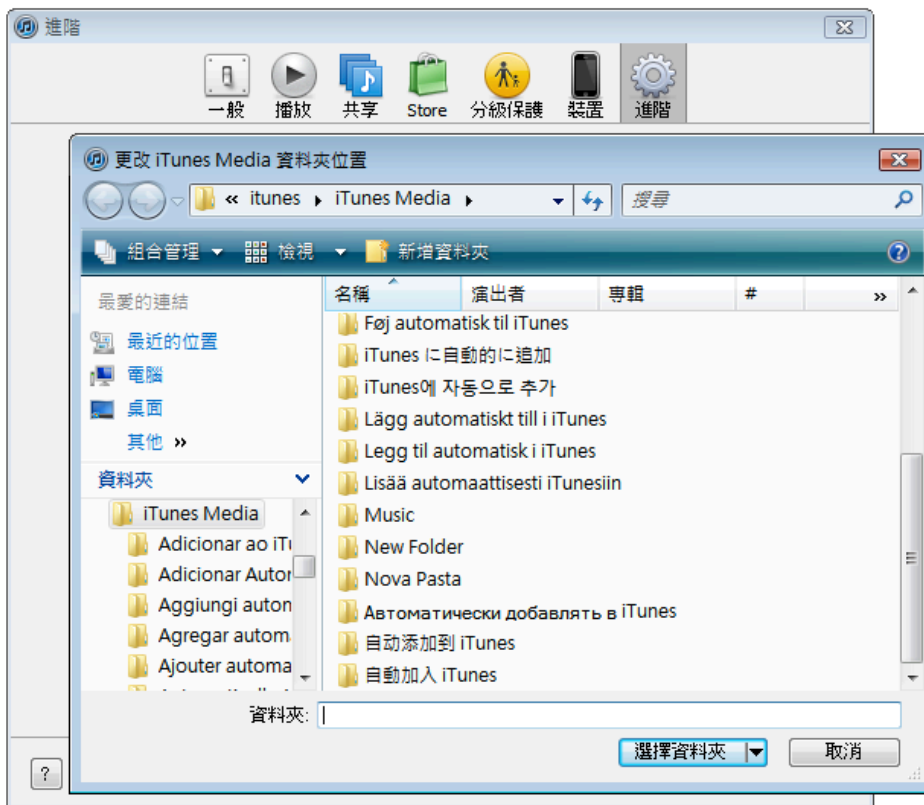 進階
一般 播放 共享 Store 分級保護 裝置 進階
更改 iTunes Media 資料夾位置
« itunes iTunes Media 搜尋
組合管理 檢視 新增資料夾
最愛的連結
最近的位置
電腦
桌面
其他 »
資料夾
iTunes Media
Adicionar ao iTu
Adicionar Autor
Aggiungi auton
Agregar autom
Ajouter automa
名稱 演出者 專輯 # »
Føj automatisk til iTunes
iTunes に自動的に追加
iTunes에 자동으로 추가
Lägg automatiskt till i iTunes
Legg til automatisk i iTunes
Lisää automaattisesti iTunesiin
Music
New Folder
Nova Pasta
Автоматически добавлять в iTunes
自动添加到 iTunes
自動加入 iTunes
資料夾:
選擇資料夾 取消
?